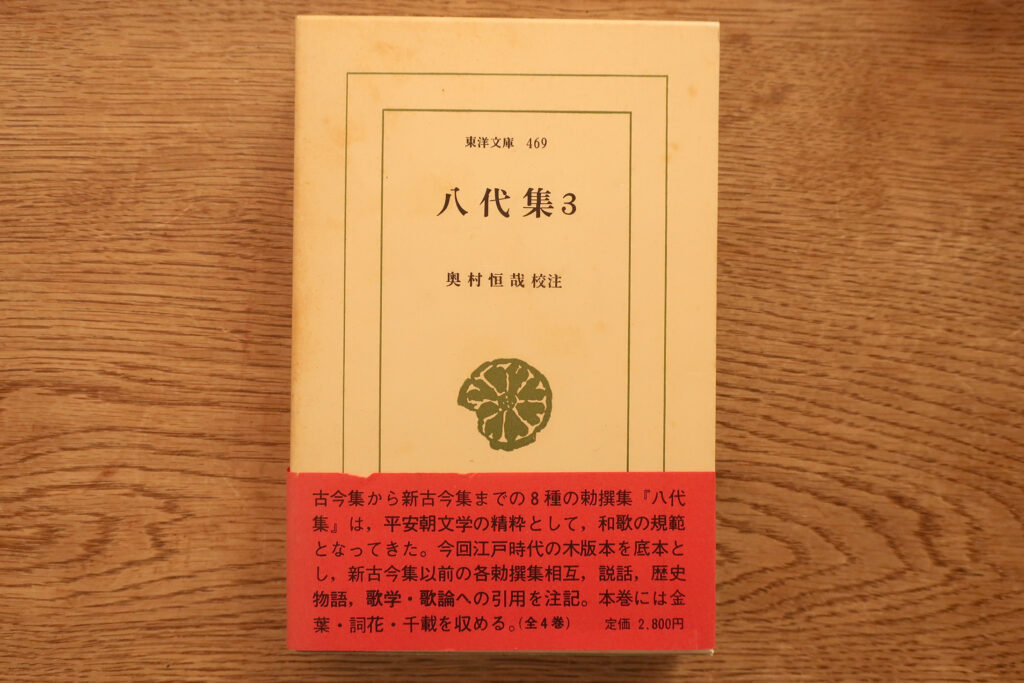 東洋文庫 469
八代集3
奥村恒哉校注
古今集から新古今集までの8種の勅撰集『八代
集』は，平安朝文学の精粋として，和歌の規範
となってきた。今回江戸時代の木版本を底本と
し，新古今集以前の各勅撰集相互，説話，歴史
物語，歌学・歌論への引用を注記。本巻には金
葉・詞花・千載を収める。(全4巻) 定価 2,800円